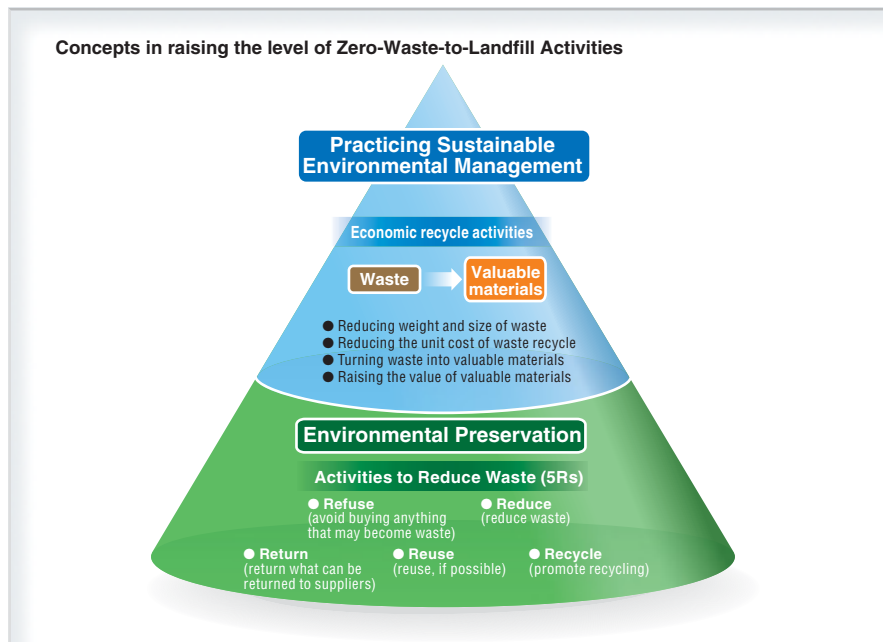 Concepts in raising the level of Zero-Waste-to-Landfill Activities
Practicing Sustainable
Environmental Management
Economic recycle activities
Waste
Valuable
materials
● Reducing weight and size of waste
● Reducing the unit cost of waste recycle
● Turning waste into valuable materials
● Raising the value of valuable materials
Environmental Preservation
Activities to Reduce Waste (5Rs)
● Refuse
(avoid buying anything
that may become waste)
● Reduce
(reduce waste)
● Return
(return what can be
returned to suppliers)
● Reuse
(reuse, if possible)
● Recycle
(promote recycling)